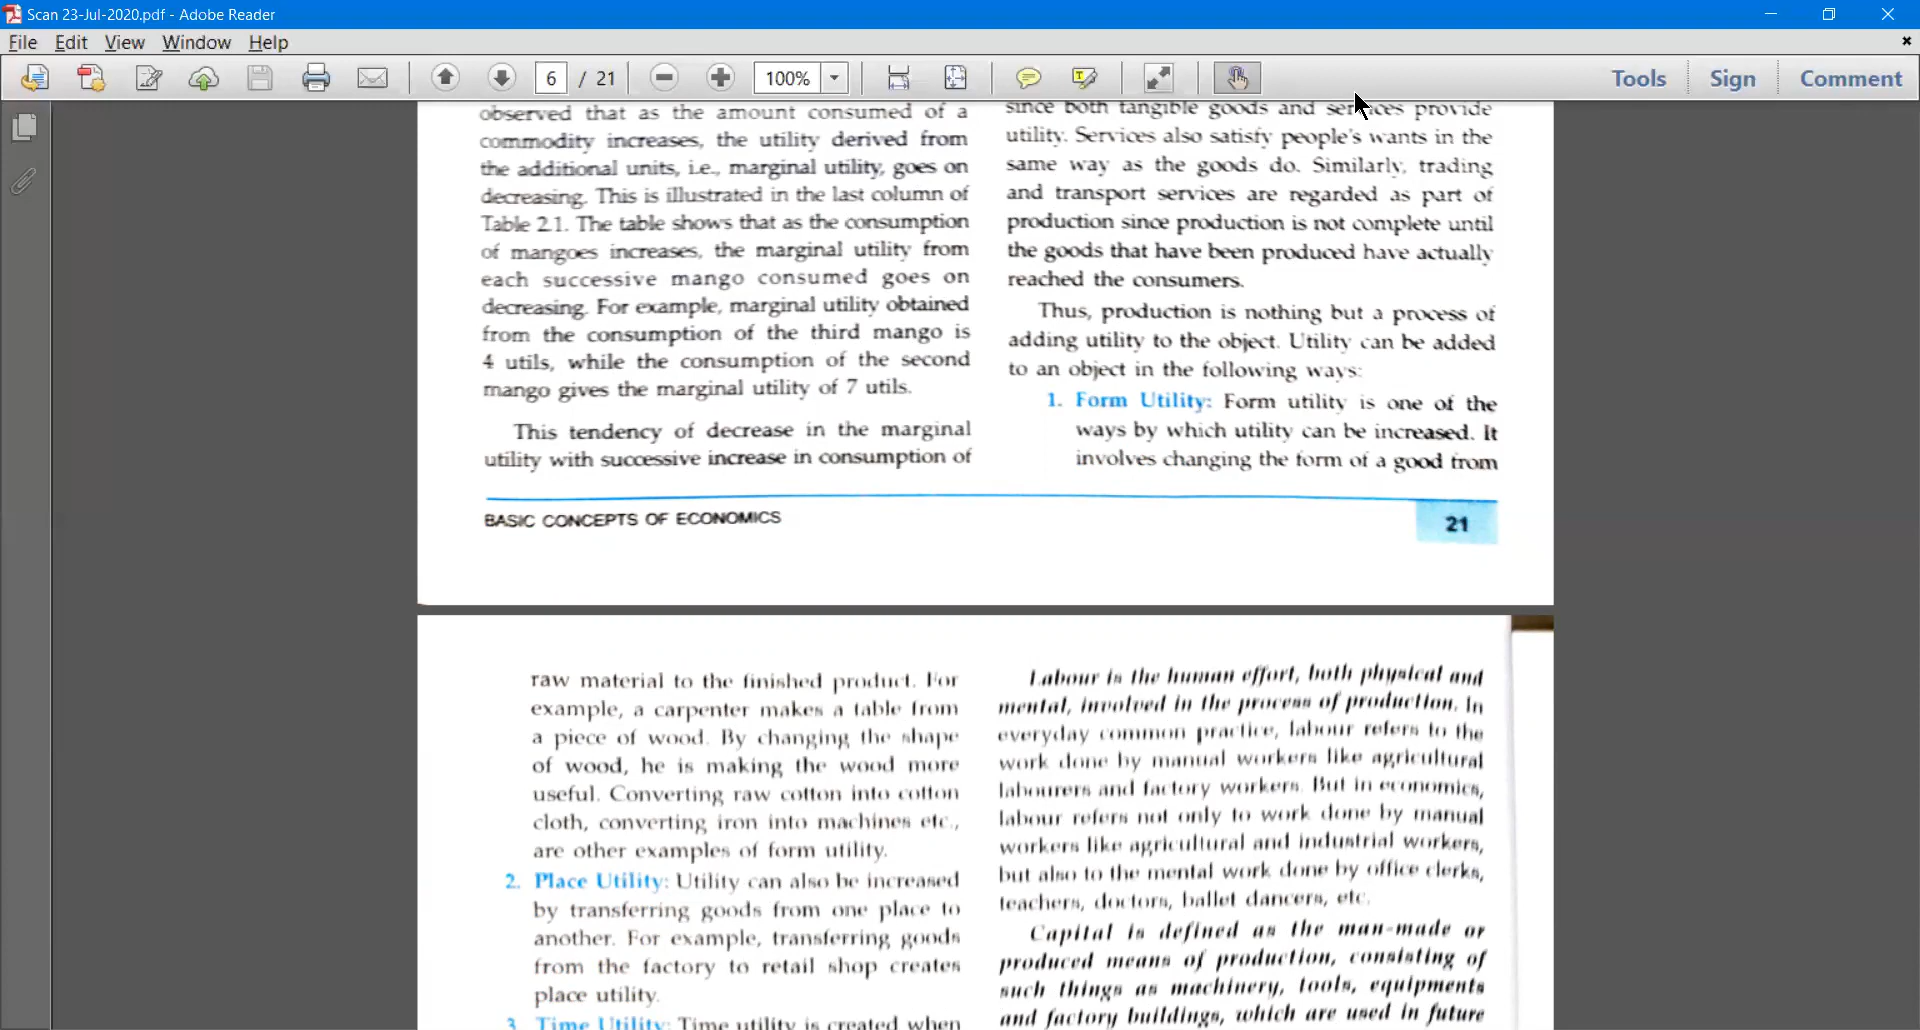 Scan 23-Jul-2020.pdf - Adobe Reader
File Edit View Window Help
6 / 21 100% Tools Sign Comment
observed that as the amount consumed of a
commodity increases, the utility derived from
the additional units, i.e., marginal utility, goes on
decreasing. This is illustrated in the last column of
Table 2.1. The table shows that as the consumption
of mangoes increases, the marginal utility from
each successive mango consumed goes on
decreasing. For example, marginal utility obtained
from the consumption of the third mango is
4 utils, while the consumption of the second
mango gives the marginal utility of 7 utils.
This tendency of decrease in the marginal
utility with successive increase in consumption of
since both tangible goods and services provide
utility. Services also satisfy people's wants in the
same way as the goods do. Similarly, trading
and transport services are regarded as part of
production since production is not complete until
the goods that have been produced have actually
reached the consumers.
Thus, production is nothing but a process of
adding utility to the object. Utility can be added
to an object in the following ways:
1. Form Utility: Form utility is one of the
ways by which utility can be increased. It
involves changing the form of a good from
BASIC CONCEPTS OF ECONOMICS
21
raw material to the finished product. For
example, a carpenter makes a table from
a piece of wood. By changing the shape
of wood, he is making the wood more
useful. Converting raw cotton into cotton
cloth, converting iron into machines etc.,
are other examples of form utility.
2. Place Utility: Utility can also be increased
by transferring goods from one place to
another. For example, transferring goods
from the factory to retail shop creates
place utility.
3. Time Utility: Time utility is created when
Labour is the human effort, both physical and
mental, involved in the process of production. In
everyday common practice, labour refers to the
work done by manual workers like agricultural
labourers and factory workers. But in economics,
labour refers not only to work done by manual
workers like agricultural and industrial workers,
but also to the mental work done by office clerks,
teachers, doctors, ballet dancers, etc.
Capital is defined as the man-made or
produced means of production, consisting of
such things as machinery, tools, equipments
and factory buildings, which are used in future